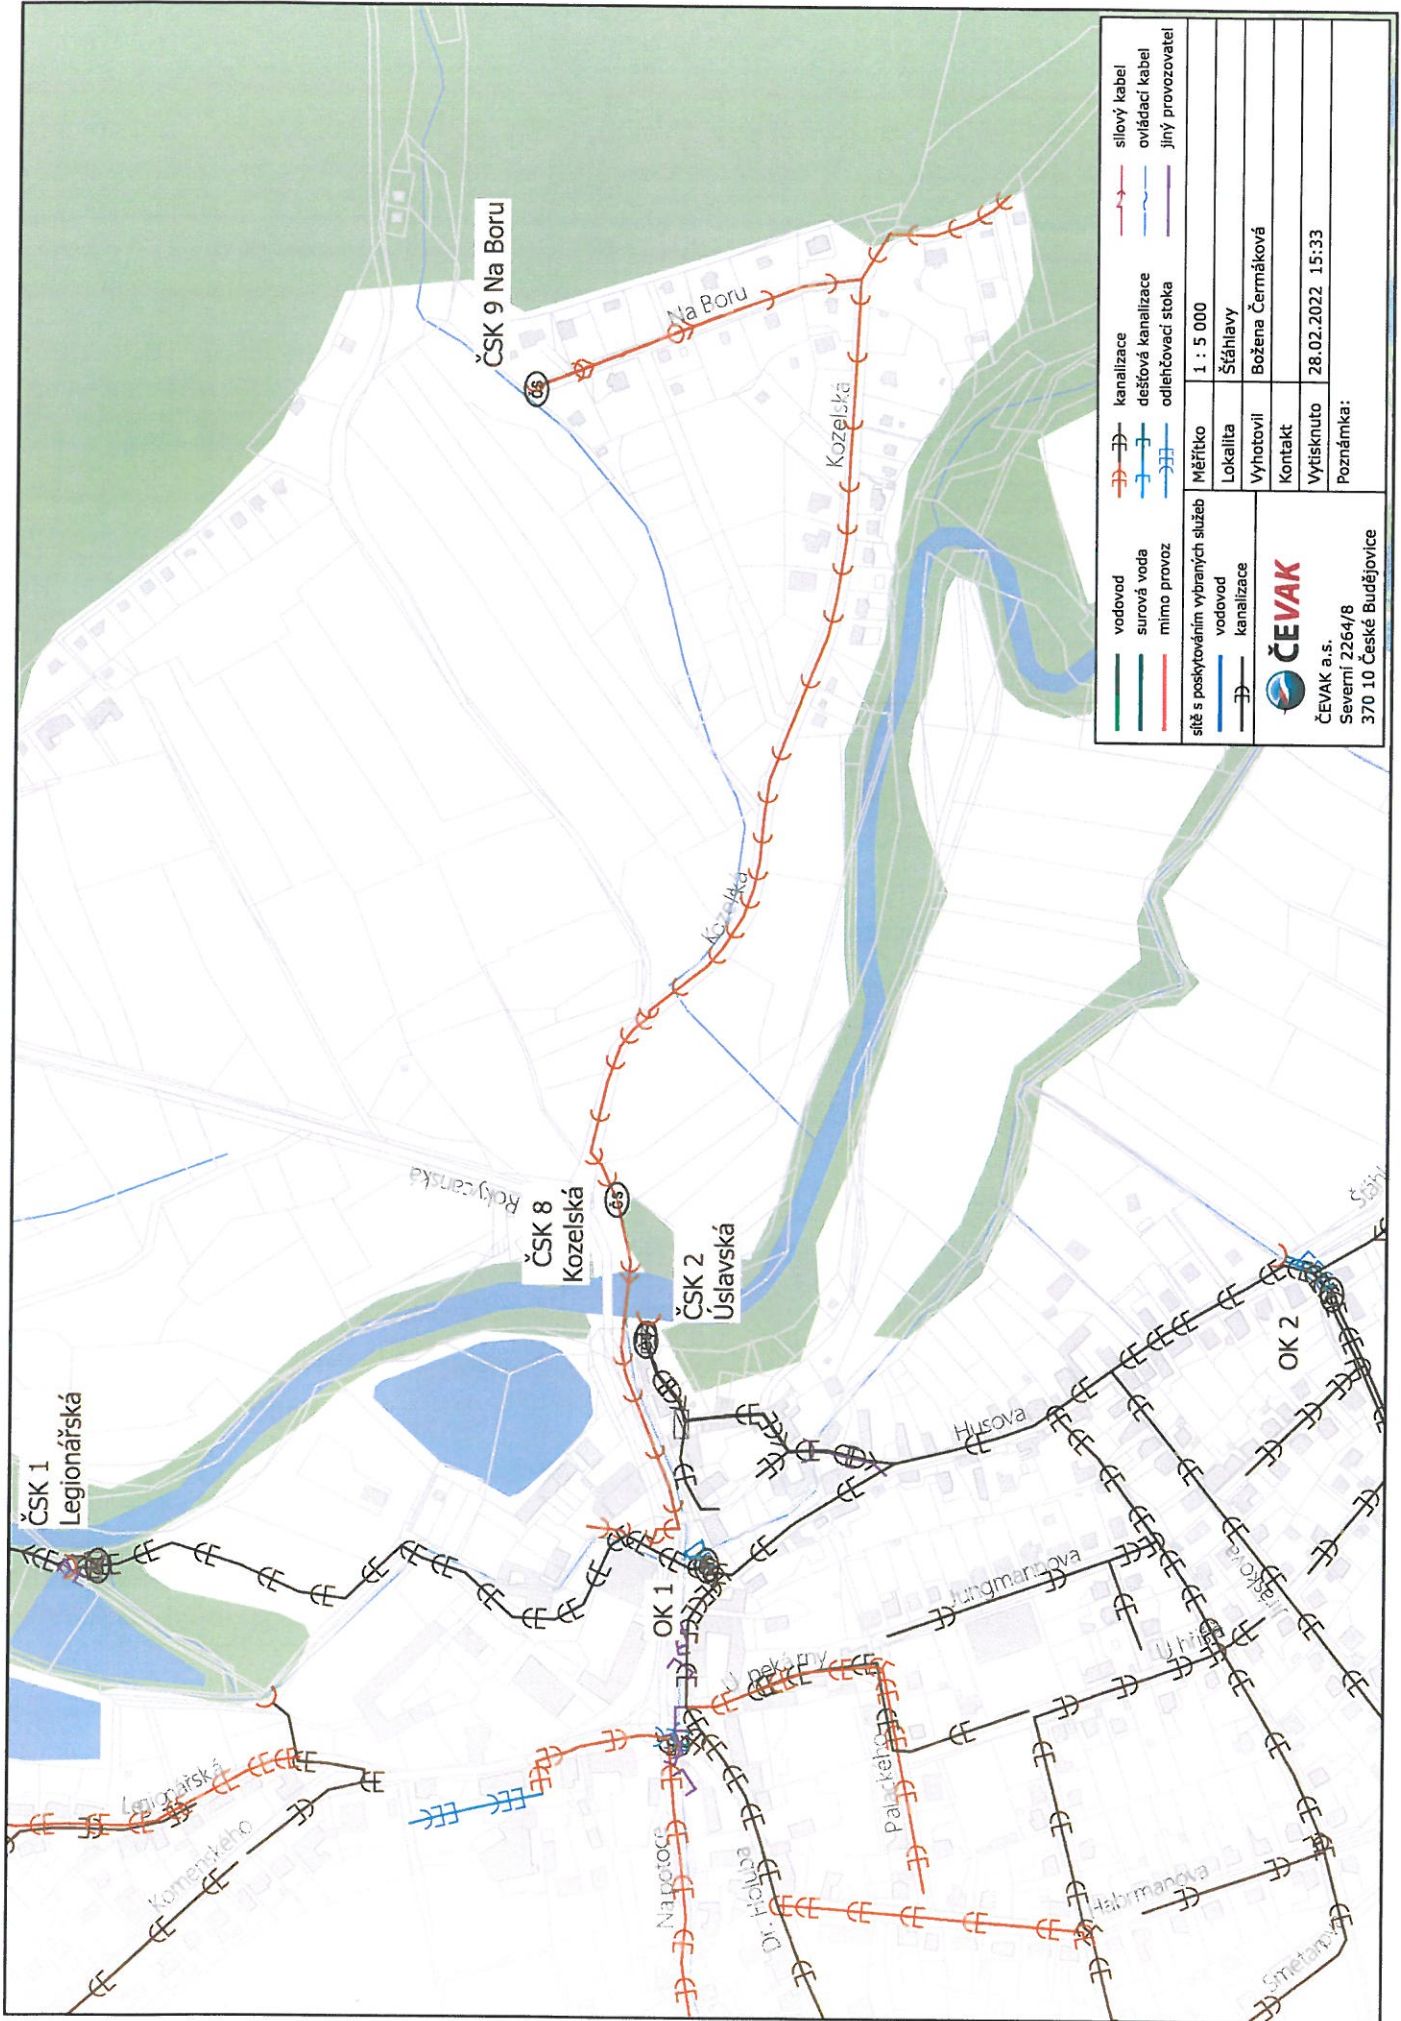 ČSK 1
Legionářská
ČSK 9 Na Boru
Na Boru
Kozelská
Kozelská
Rokycanská
ČSK 8
Kozelská
ČSK 2
Úslavská
čs
čs
OK 1
OK 2
Husova
Jungmannova
Jiráskova
U hřiště
U pekárny
Palackého
Legionářská
Komenského
Na potoce
Dr. Holuba
Habrmanova
Smetanova
vodovod
surová voda
mimo provoz
kanalizace
dešťová kanalizace
odlehčovací stoka
silový kabel
ovládací kabel
jiný provozovatel
sítě s poskytováním vybraných služeb
vodovod
kanalizace
ČEVAK
ČEVAK a.s.
Severní 2264/8
370 10 České Budějovice
Měřítko 1 : 5 000
Lokalita Šťáhlavy
Vyhotovil Božena Čermáková
Kontakt
Vytisknuto 28.02.2022 15:33
Poznámka: